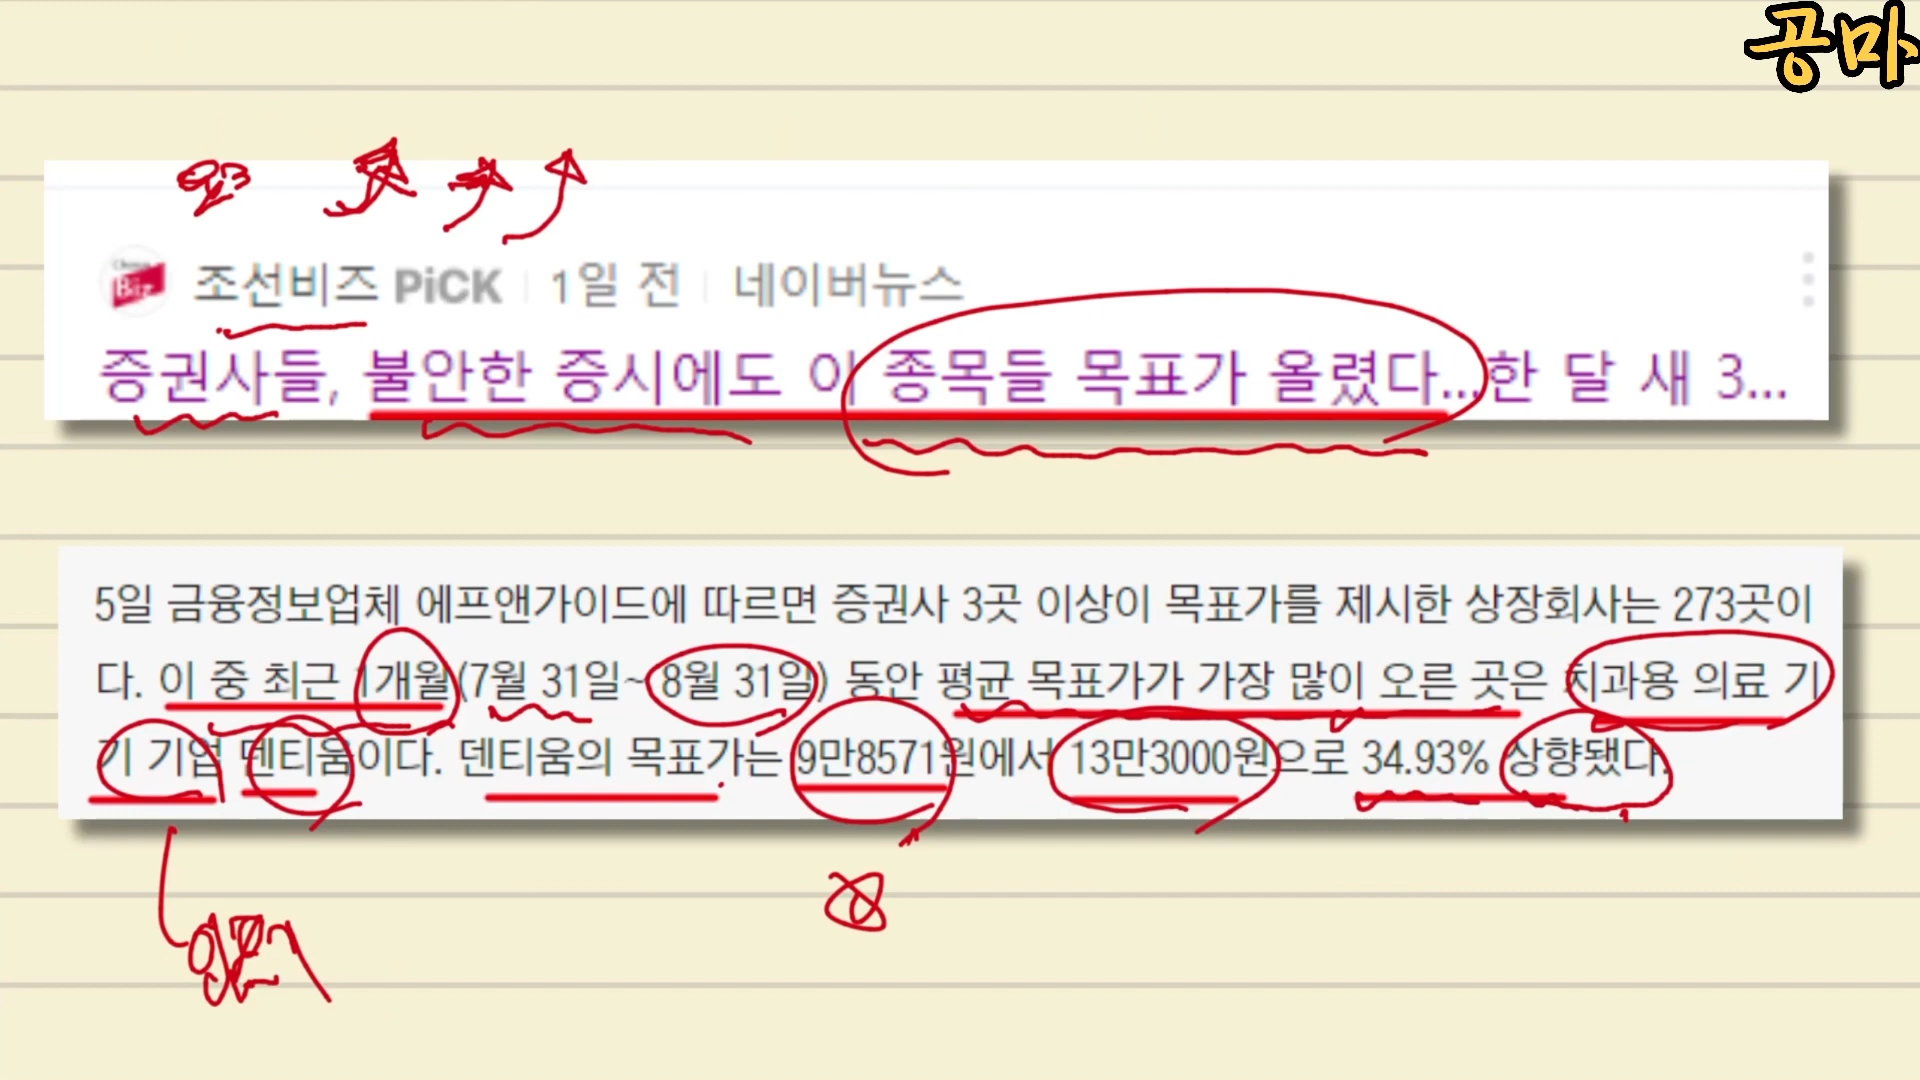 공마
조선비즈 PiCK 1일 전 네이버뉴스
증권사들, 불안한 증시에도 이 종목들 목표가 올렸다...한 달 새 3...
5일 금융정보업체 에프앤가이드에 따르면 증권사 3곳 이상이 목표가를 제시한 상장회사는 273곳이
다. 이 중 최근 1개월(7월 31일~8월 31일) 동안 평균 목표가가 가장 많이 오른 곳은 치과용 의료 기
기 기업 덴티움이다. 덴티움의 목표가는 9만8571원에서 13만3000원으로 34.93% 상향됐다.